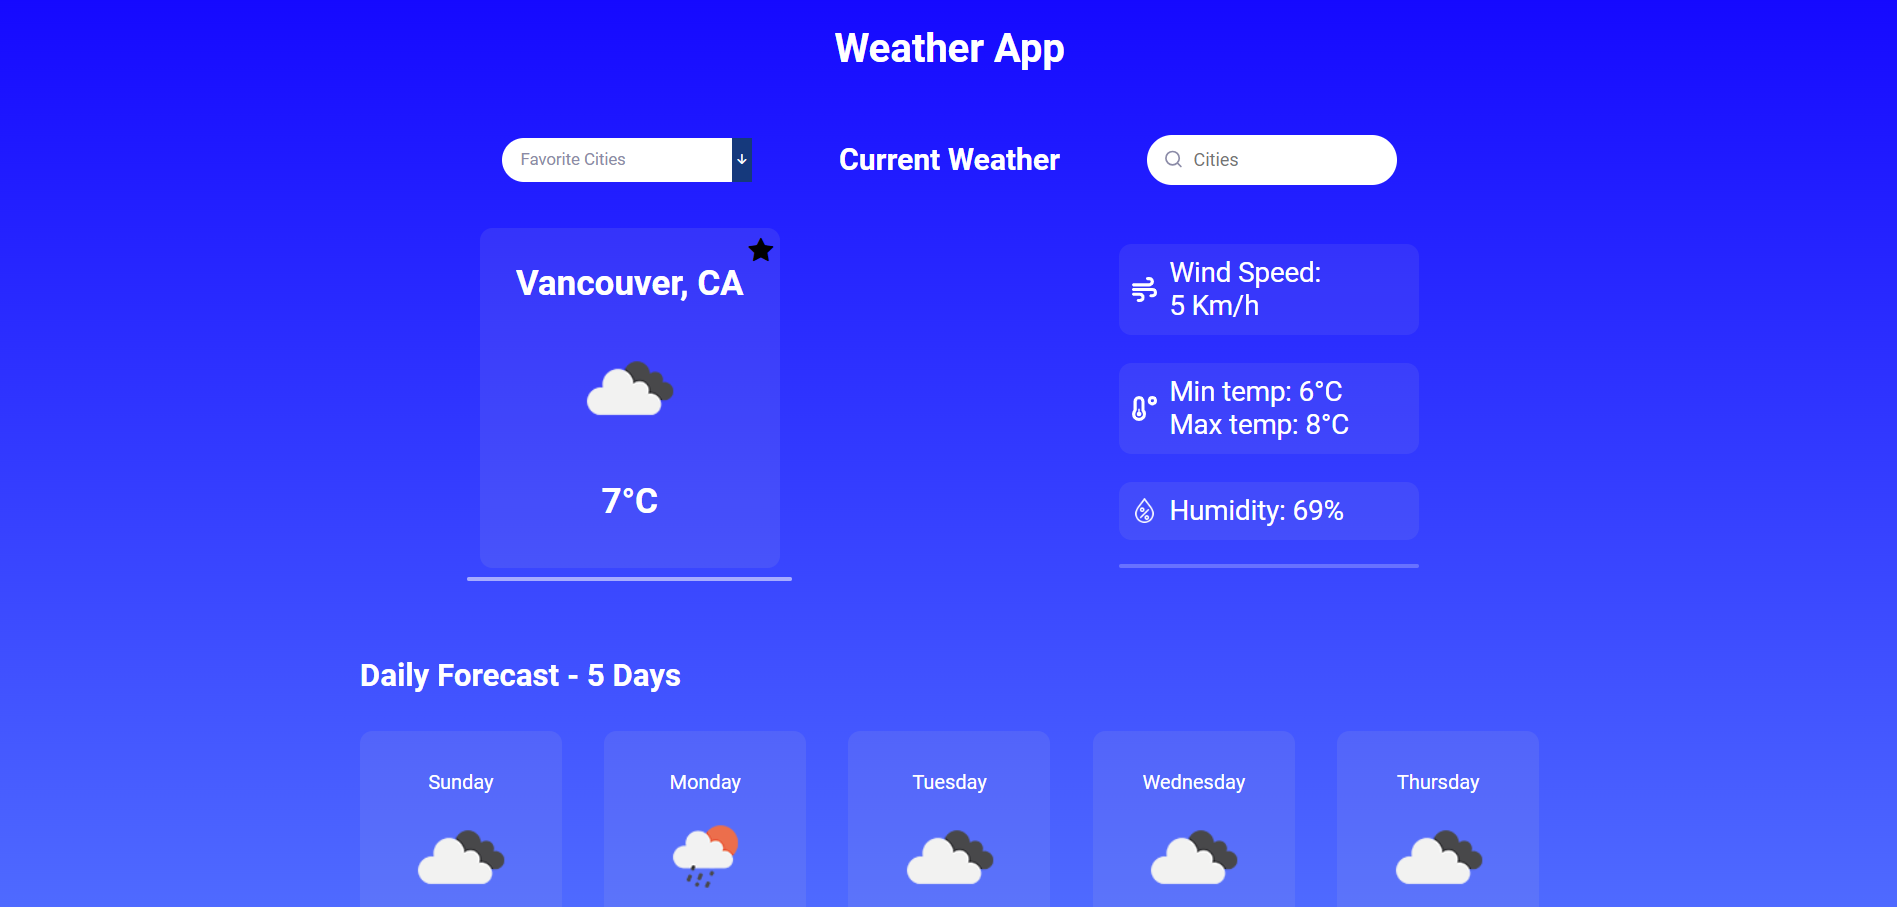 Weather App
Favorite Cities
Current Weather
Cities
Vancouver, CA
7°C
Wind Speed:
5 Km/h
Min temp: 6°C
Max temp: 8°C
Humidity: 69%
Daily Forecast - 5 Days
Sunday
Monday
Tuesday
Wednesday
Thursday